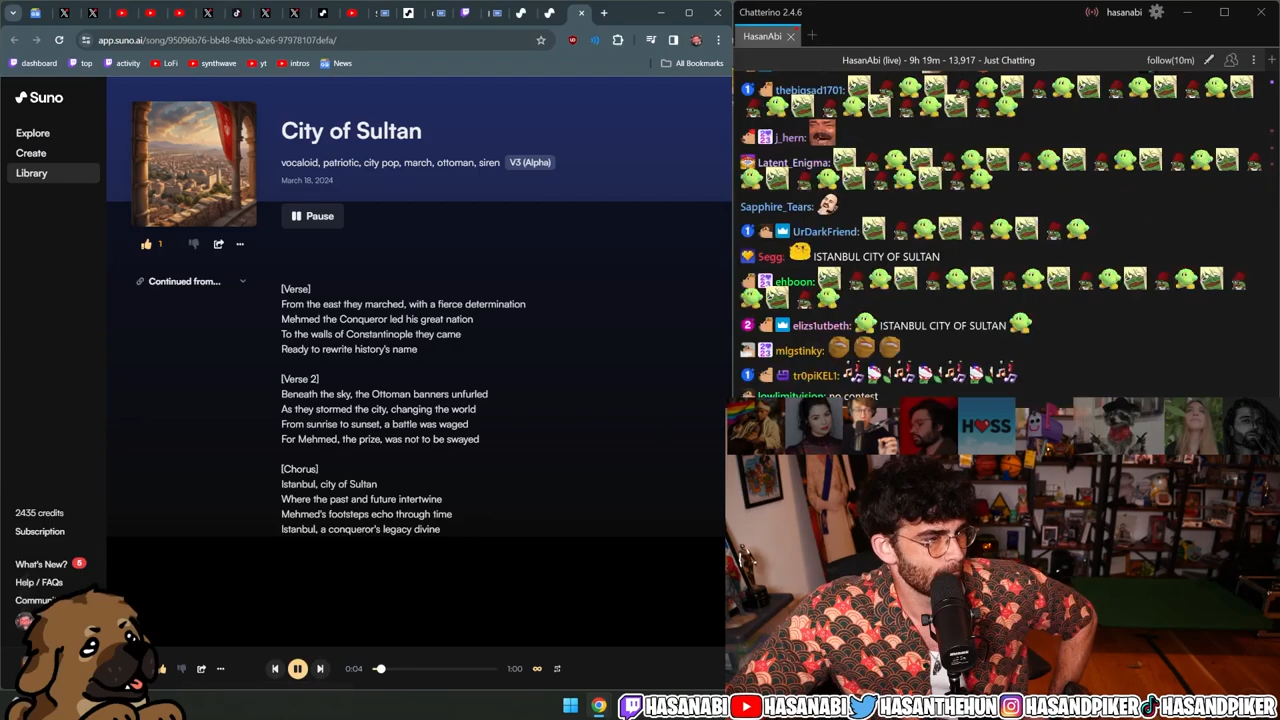 app.suno.ai/song/95096b76-bb48-49bb-a2e6-97978107defa/
dashboard
top
activity
LoFi
synthwave
yt
intros
News
All Bookmarks
Suno
Explore
Create
Library
2435 credits
Subscription
What's New?
5
Help / FAQs
City of Sultan
vocaloid, patriotic, city pop, march, ottoman, siren
V3 (Alpha)
March 18, 2024
Pause
1
Continued from...
[Verse]
From the east they marched, with a fierce determination
Mehmed the Conqueror led his great nation
To the walls of Constantinople they came
Ready to rewrite history's name
[Verse 2]
Beneath the sky, the Ottoman banners unfurled
As they stormed the city, changing the world
From sunrise to sunset, a battle was waged
For Mehmed, the prize, was not to be swayed
[Chorus]
Istanbul, city of Sultan
Where the past and future intertwine
Mehmed's footsteps echo through time
Istanbul, a conqueror's legacy divine
0:04
1:00
Chatterino 2.4.6
hasanabi
HasanAbi
HasanAbi (live) - 9h 19m - 13,917 - Just Chatting
follow(10m)
thebigsad1701:
j_hern:
Latent_Enigma:
Sapphire_Tears:
UrDarkFriend:
Segg: ISTANBUL CITY OF SULTAN
ehboon:
elizs1utbeth: ISTANBUL CITY OF SULTAN
mlgstinky:
tr0piKEL1:
lowlimitvision: no contest
H SS
HASANABI
HASANABI
HASANTHEHUN
HASANDPIKER
HASANDPIKER